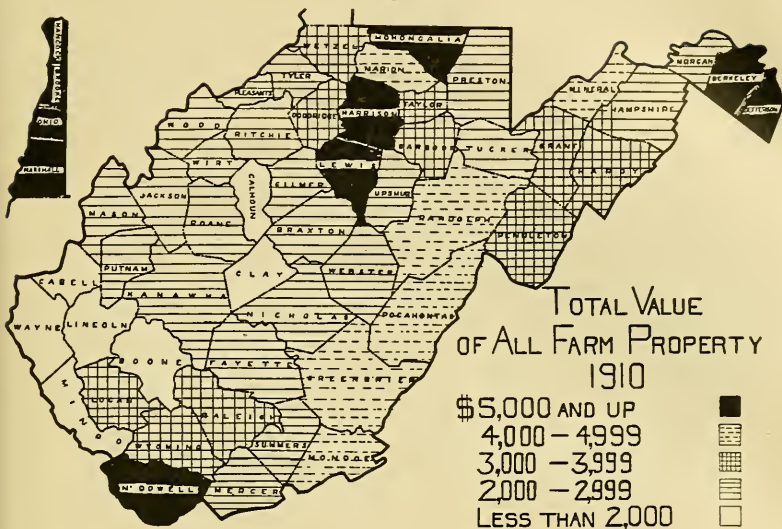 HANCOCK
BROOKE
OHIO
MARSHALL
WETZEL
MONONGALIA
MARION
PRESTON
TYLER
PLEASANTS
DODDRIDGE
HARRISON
TAYLOR
WOOD
RITCHIE
BARBOUR
TUCKER
MORGAN
BERKELEY
JEFFERSON
MINERAL
HAMPSHIRE
GRANT
HARDY
WIRT
LEWIS
CALHOUN
GILMER
UPSHUR
JACKSON
ROANE
BRAXTON
RANDOLPH
PENDLETON
MASON
PUTNAM
CLAY
WEBSTER
CABELL
KANAWHA
NICHOLAS
POCAHONTAS
WAYNE
LINCOLN
BOONE
FAYETTE
GREENBRIER
MINGO
LOGAN
RALEIGH
WYOMING
SUMMERS
MONROE
M'DOWELL
MERCER
TOTAL VALUE
OF ALL FARM PROPERTY
1910
$5,000 AND UP
4,000 – 4,999
3,000 – 3,999
2,000 – 2,999
LESS THAN 2,000